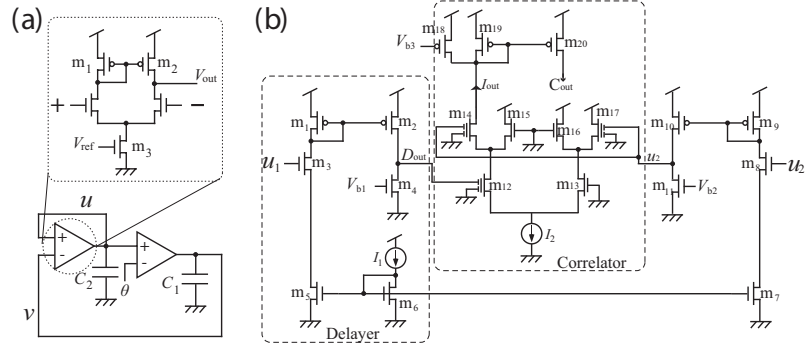 (a)
m1 m2
Vout
+ −
Vref
m3
u
+
-
+
-
C2
θ
C1
v
(b)
m18
m19
m20
Vb3
Iout
Cout
m14
m15
m16
m17
m1
m2
Dout
u2
m10
m9
u1
m3
Vb1
m4
m12
m13
m11
Vb2
m8
u2
I2
Correlator
I1
m5
m6
m7
Delayer